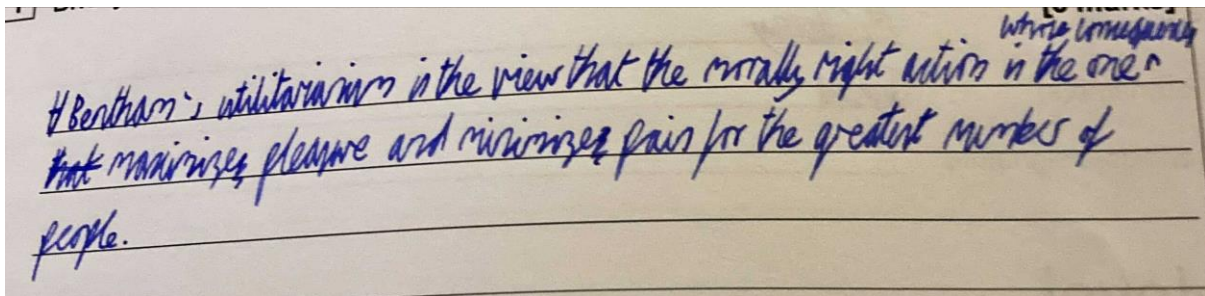 whose consequences
Bentham's utilitarianism is the view that the morally right action is the one ^
that maximizes pleasure and minimizes pain for the greatest number of
people.